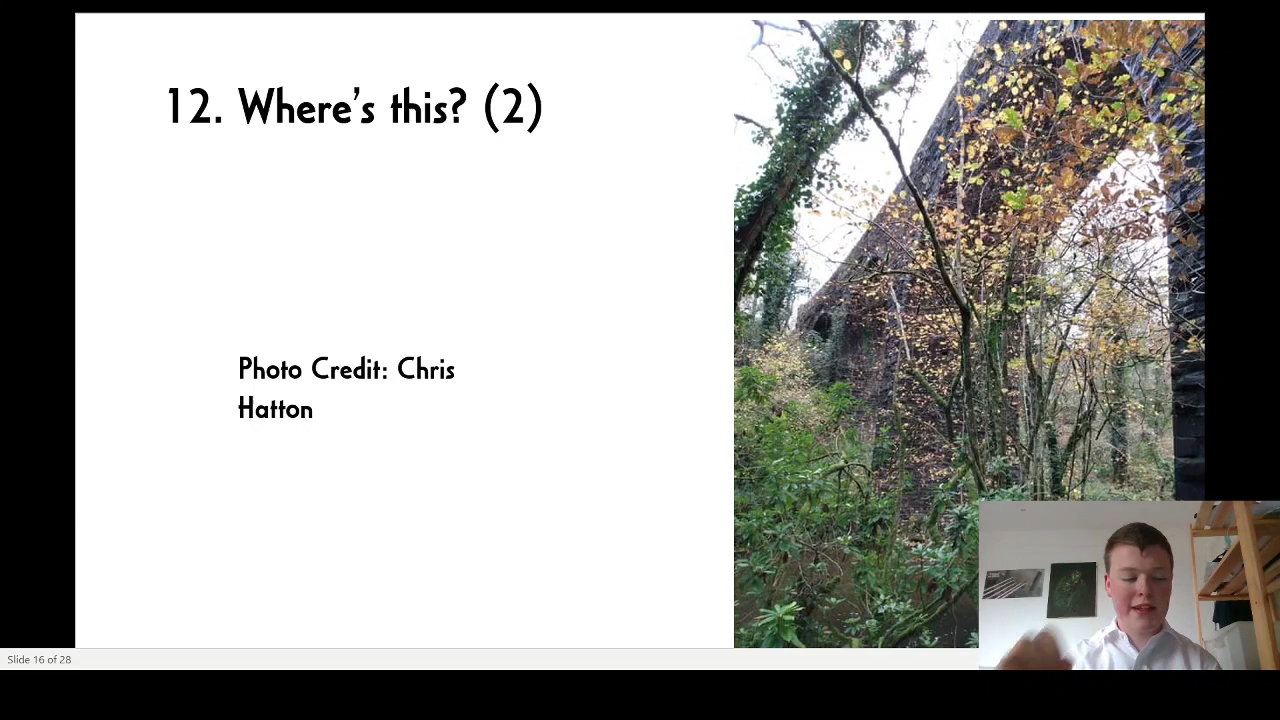 12. Where's this? (2)
Photo Credit: Chris
Hatton
Slide 16 of 28